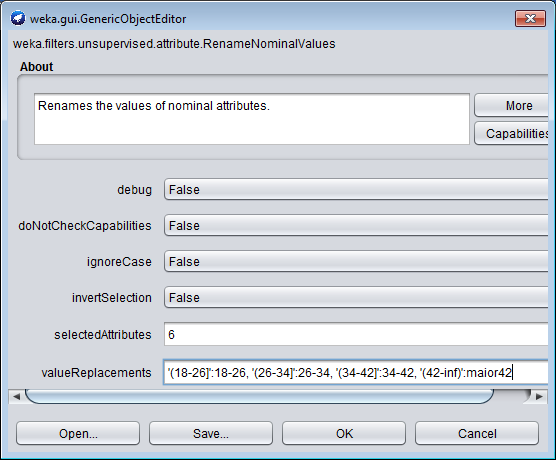 weka.gui.GenericObjectEditor
weka.filters.unsupervised.attribute.RenameNominalValues
About
Renames the values of nominal attributes.
More
Capabilities
debug False
doNotCheckCapabilities False
ignoreCase False
invertSelection False
selectedAttributes 6
valueReplacements '(18-26]':18-26, '(26-34]':26-34, '(34-42]':34-42, '(42-inf)':maior42
Open... Save... OK Cancel